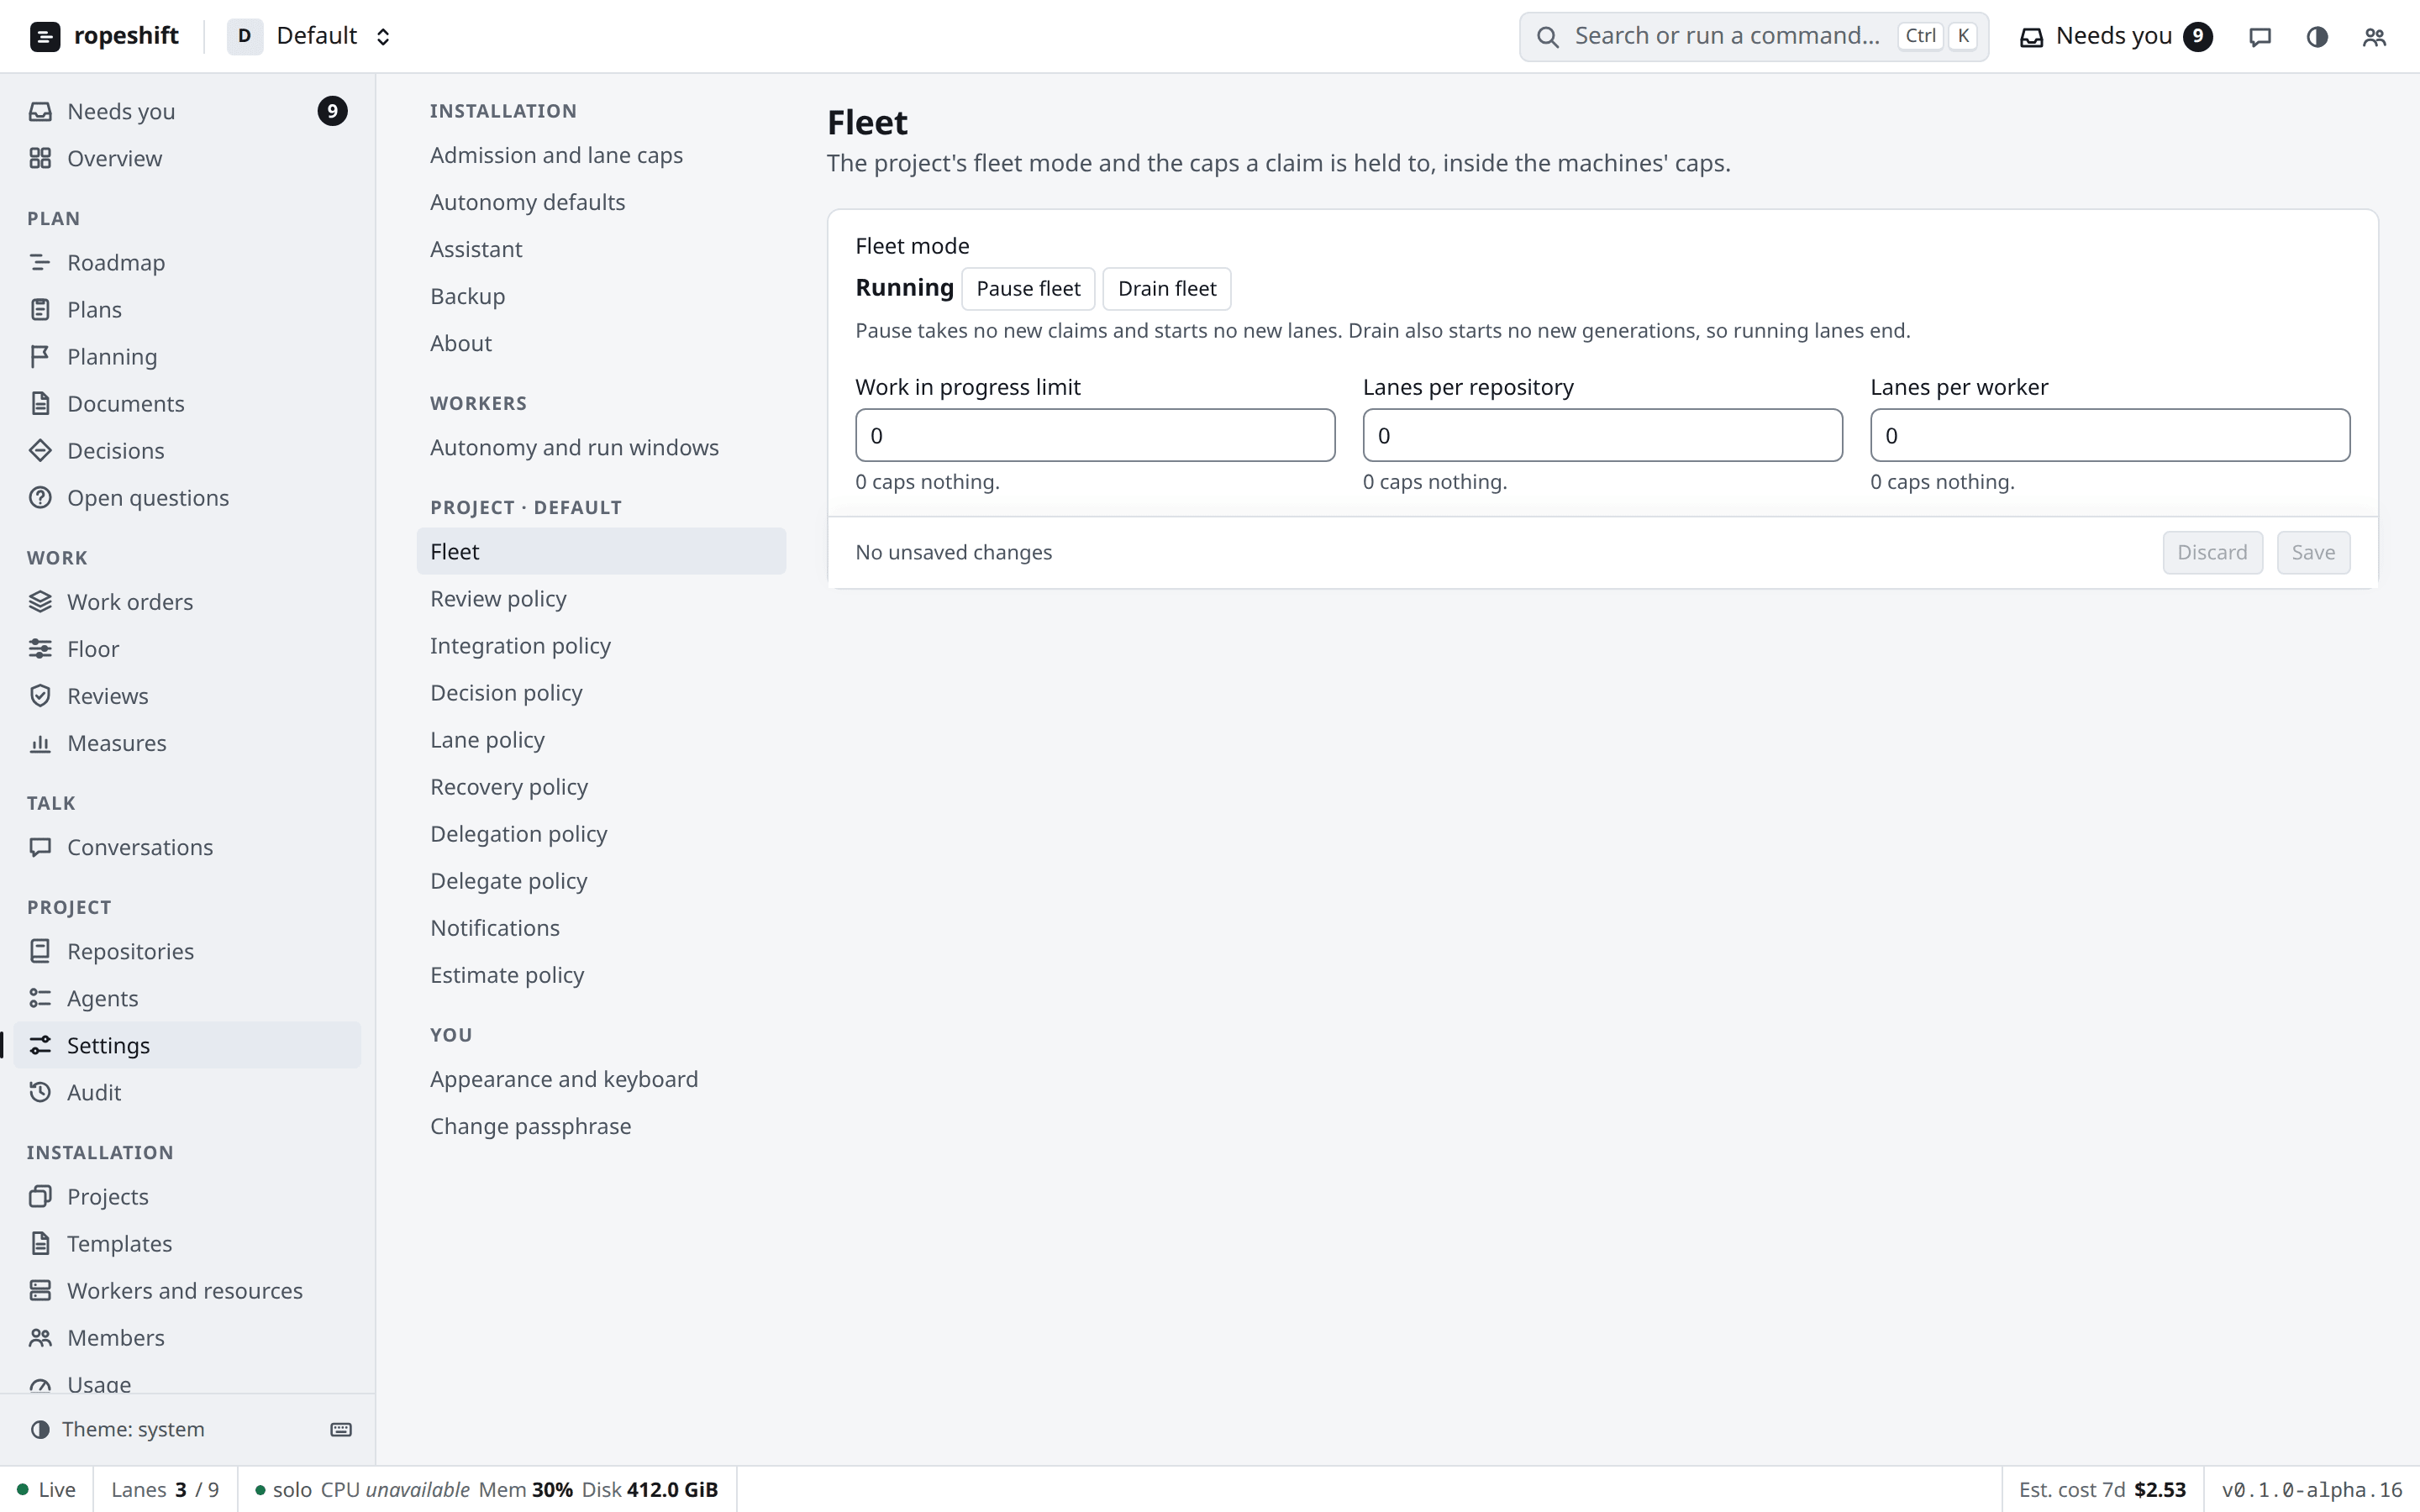 ropeshift
D Default
Search or run a command... Ctrl K
Needs you 9
Needs you 9
Overview
PLAN
Roadmap
Plans
Planning
Documents
Decisions
Open questions
WORK
Work orders
Floor
Reviews
Measures
TALK
Conversations
PROJECT
Repositories
Agents
Settings
Audit
INSTALLATION
Projects
Templates
Workers and resources
Members
Usage
Theme: system
INSTALLATION
Admission and lane caps
Autonomy defaults
Assistant
Backup
About
WORKERS
Autonomy and run windows
PROJECT · DEFAULT
Fleet
Review policy
Integration policy
Decision policy
Lane policy
Recovery policy
Delegation policy
Delegate policy
Notifications
Estimate policy
YOU
Appearance and keyboard
Change passphrase
Fleet
The project's fleet mode and the caps a claim is held to, inside the machines' caps.
Fleet mode
Running Pause fleet Drain fleet
Pause takes no new claims and starts no new lanes. Drain also starts no new generations, so running lanes end.
Work in progress limit Lanes per repository Lanes per worker
0 0 0
0 caps nothing. 0 caps nothing. 0 caps nothing.
No unsaved changes Discard Save
Live Lanes 3 / 9 solo CPU unavailable Mem 30% Disk 412.0 GiB Est. cost 7d $2.53 v0.1.0-alpha.16